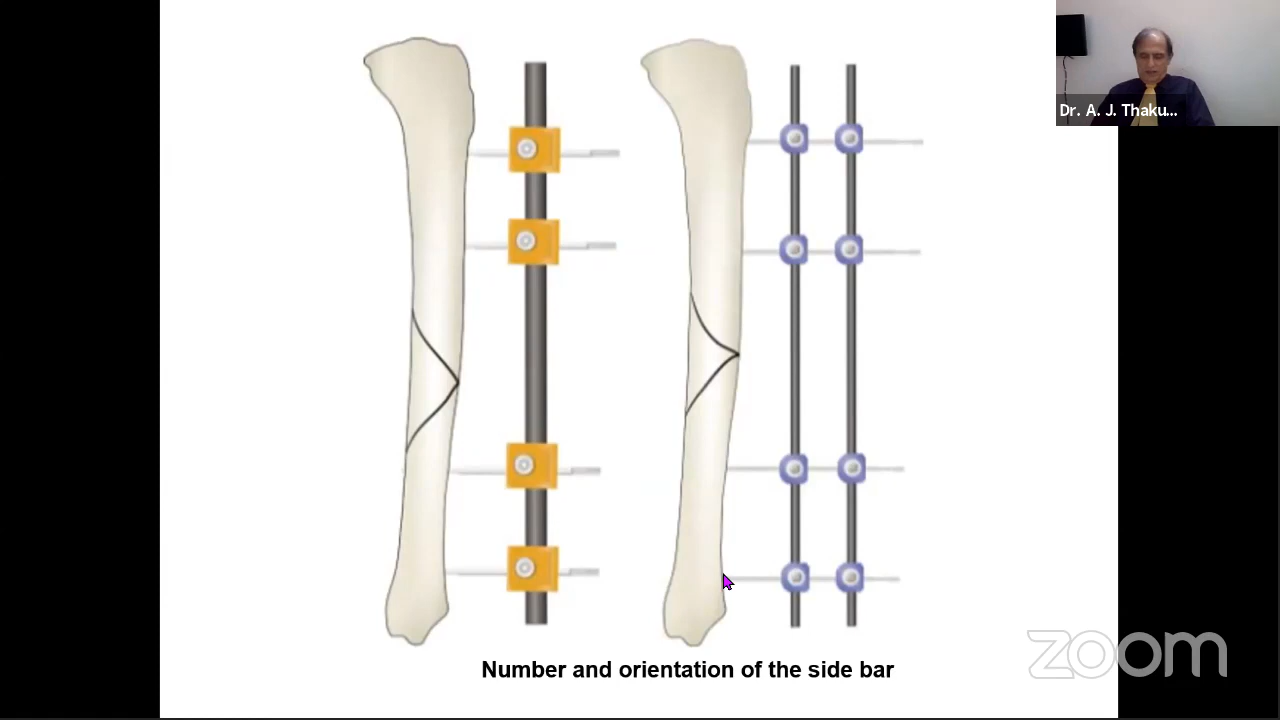 Dr. A. J. Thaku...
Number and orientation of the side bar
zoom